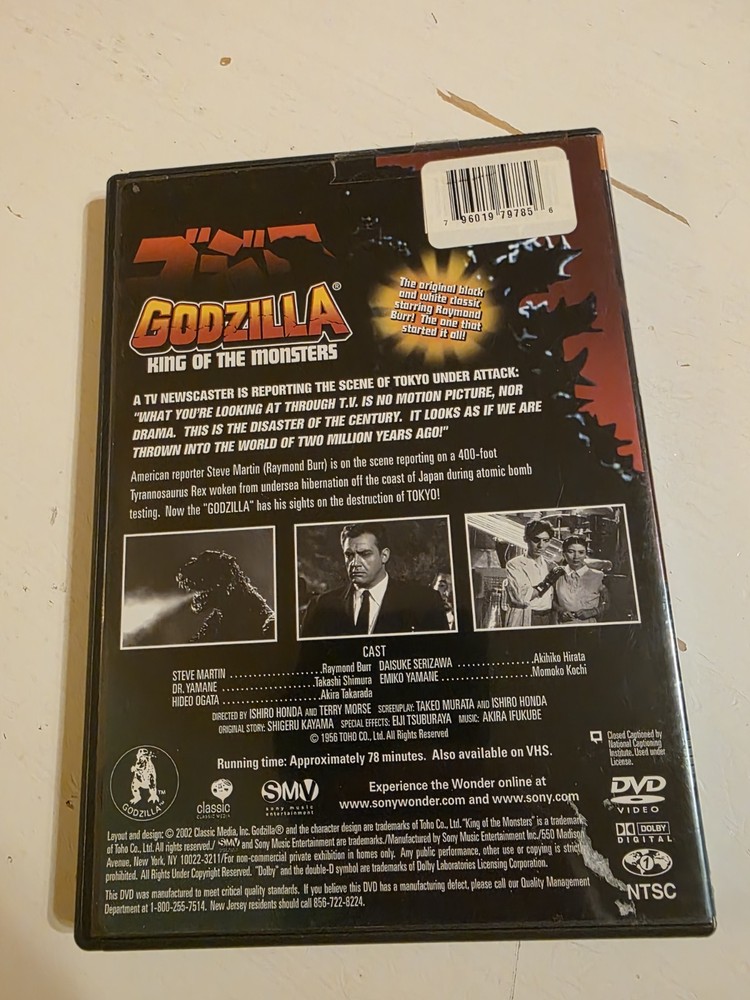 7 96019 79785 6
ゴジラ
GODZILLA®
KING OF THE MONSTERS
The original black
and white classic
starring Raymond
Burr! The one that
started it all!
A TV NEWSCASTER IS REPORTING THE SCENE OF TOKYO UNDER ATTACK:
"WHAT YOU'RE LOOKING AT THROUGH T.V. IS NO MOTION PICTURE, NOR
DRAMA. THIS IS THE DISASTER OF THE CENTURY. IT LOOKS AS IF WE ARE
THROWN INTO THE WORLD OF TWO MILLION YEARS AGO!"
American reporter Steve Martin (Raymond Burr) is on the scene reporting on a 400-foot
Tyrannosaurus Rex woken from undersea hibernation off the coast of Japan during atomic bomb
testing. Now the "GODZILLA" has his sights on the destruction of TOKYO!
CAST
STEVE MARTIN ......................Raymond Burr DAISUKE SERIZAWA .................Akihiko Hirata
DR. YAMANE ......................Takashi Shimura EMIKO YAMANE ....................Momoko Kochi
HIDEO OGATA .......................Akira Takarada
DIRECTED BY ISHIRO HONDA AND TERRY MORSE SCREENPLAY: TAKEO MURATA AND ISHIRO HONDA
ORIGINAL STORY: SHIGERU KAYAMA SPECIAL EFFECTS: EIJI TSUBURAYA MUSIC: AKIRA IFUKUBE
© 1956 TOHO CO., Ltd. All Rights Reserved
Running time: Approximately 78 minutes. Also available on VHS.
Closed Captioned by
National Captioning
Institute. Used under
License.
GODZILLA™
classic
CLASSIC MEDIA
SMV
sony music
entertainment
Experience the Wonder online at
www.sonywonder.com and www.sony.com
DVD
VIDEO
DOLBY
DIGITAL
1
NTSC
Layout and design: © 2002 Classic Media, Inc. Godzilla® and the character design are trademarks of Toho Co., Ltd. "King of the Monsters" is a trademark
of Toho Co., Ltd. All rights reserved./ SMV and Sony Music Entertainment are trademarks./Manufactured by Sony Music Entertainment Inc./550 Madison
Avenue, New York, NY 10022-3211/For non-commercial private exhibition in homes only. Any public performance, other use or copying is strictly
prohibited. All Rights Under Copyright Reserved. "Dolby" and the double-D symbol are trademarks of Dolby Laboratories Licensing Corporation.
This DVD was manufactured to meet critical quality standards. If you believe this DVD has a manufacturing defect, please call our Quality Management
Department at 1-800-255-7514. New Jersey residents should call 856-722-8224.